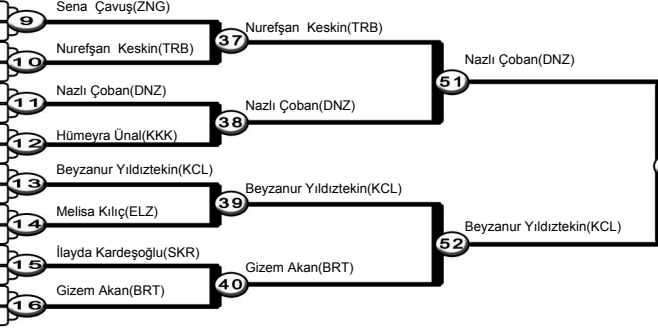 9
Sena Çavuş(ZNG)
10
Nurefşan Keskin(TRB)
11
Nazlı Çoban(DNZ)
12
Hümeyra Ünal(KKK)
13
Beyzanur Yıldıztekin(KCL)
14
Melisa Kılıç(ELZ)
15
İlayda Kardeşoğlu(SKR)
16
Gizem Akan(BRT)
37
Nurefşan Keskin(TRB)
38
Nazlı Çoban(DNZ)
39
Beyzanur Yıldıztekin(KCL)
40
Gizem Akan(BRT)
51
Nazlı Çoban(DNZ)
52
Beyzanur Yıldıztekin(KCL)